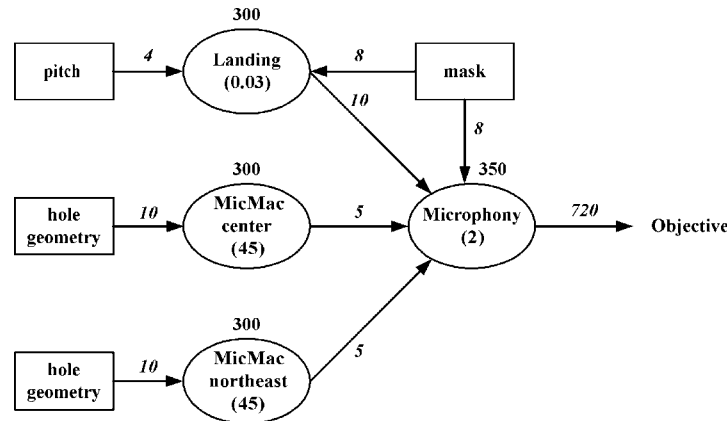 300
pitch
4
Landing
(0.03)
8
mask
10
8
300
350
hole
geometry
10
MicMac
center
(45)
5
Microphony
(2)
720
Objective
300
hole
geometry
10
MicMac
northeast
(45)
5